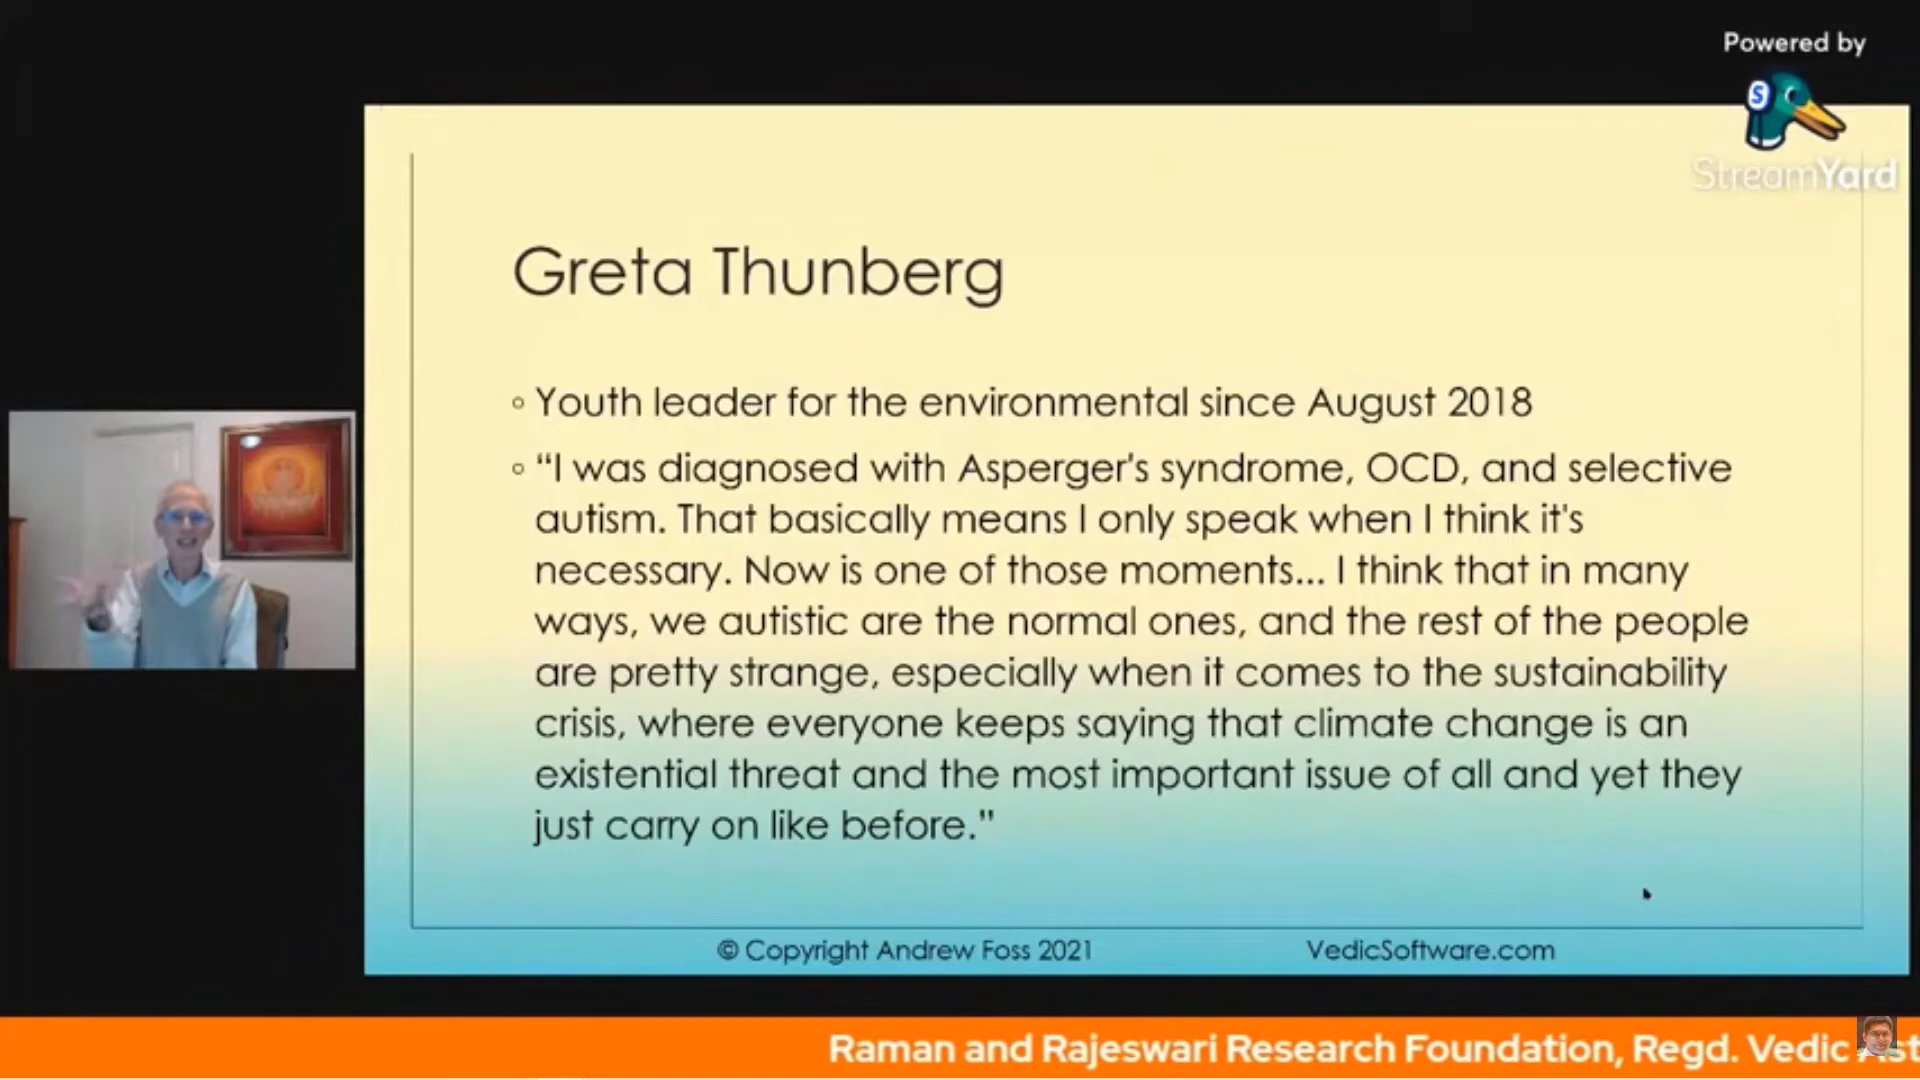 Powered by
StreamYard
Greta Thunberg
◦ Youth leader for the environmental since August 2018
◦ “I was diagnosed with Asperger's syndrome, OCD, and selective
autism. That basically means I only speak when I think it's
necessary. Now is one of those moments... I think that in many
ways, we autistic are the normal ones, and the rest of the people
are pretty strange, especially when it comes to the sustainability
crisis, where everyone keeps saying that climate change is an
existential threat and the most important issue of all and yet they
just carry on like before.”
© Copyright Andrew Foss 2021 VedicSoftware.com
Raman and Rajeswari Research Foundation, Regd. Vedic